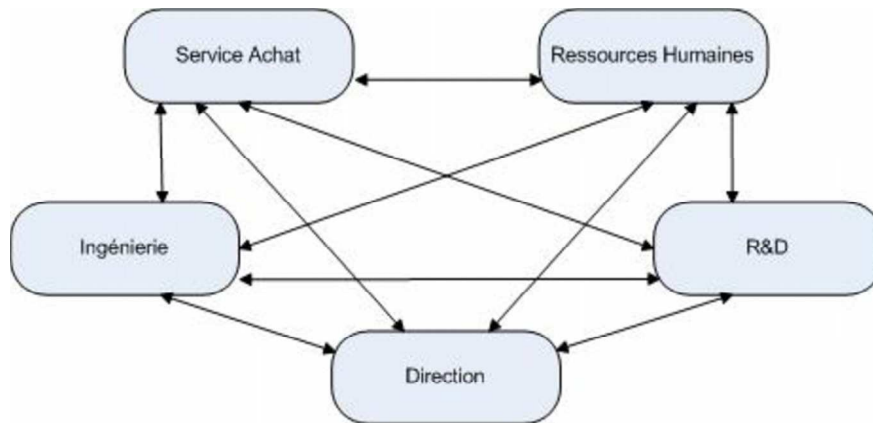 Service Achat
Ressources Humaines
Ingénierie
R&D
Direction